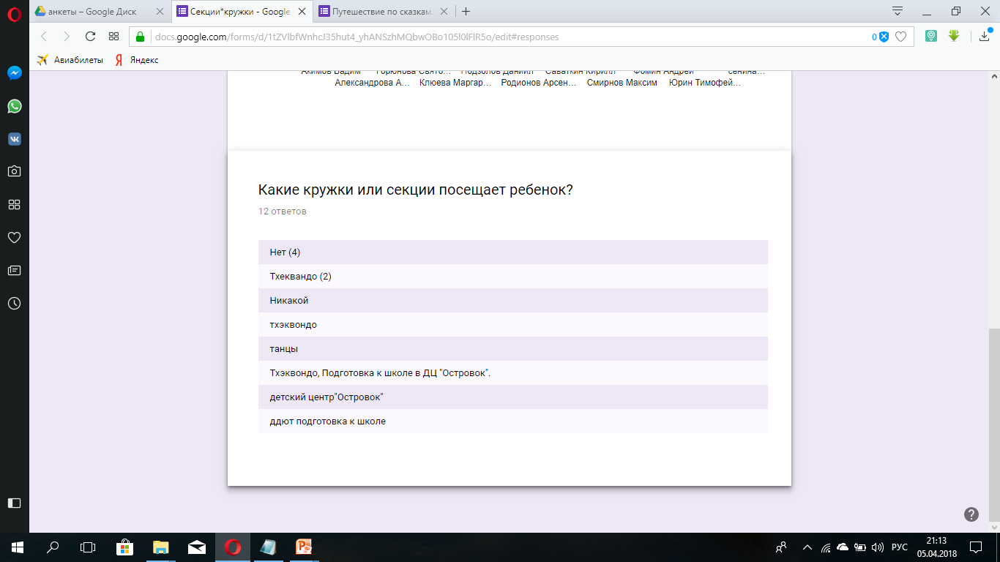 анкеты – Google Диск
Секции*кружки - Google
Путешествие по сказкам.
docs.google.com/forms/d/1tZVlbfWnhcJ35hut4_yhANSzhMQbwOBo105l0lFlR5o/edit#responses
0
Авиабилеты
Яндекс
Акимов Вадим Горюнова Свято... Подзолов Даниил Саваткин Кирилл Фомин Андрей сенина...
Александрова А... Клюева Маргар... Родионов Арсен... Смирнов Максим Юрин Тимофей...
Какие кружки или секции посещает ребенок?
12 ответов
Нет (4)
Тхеквандо (2)
Никакой
тхэквондо
танцы
Тхэквондо, Подготовка к школе в ДЦ "Островок".
детский центр"Островок"
ддют подготовка к школе
РУС
21:13
05.04.2018